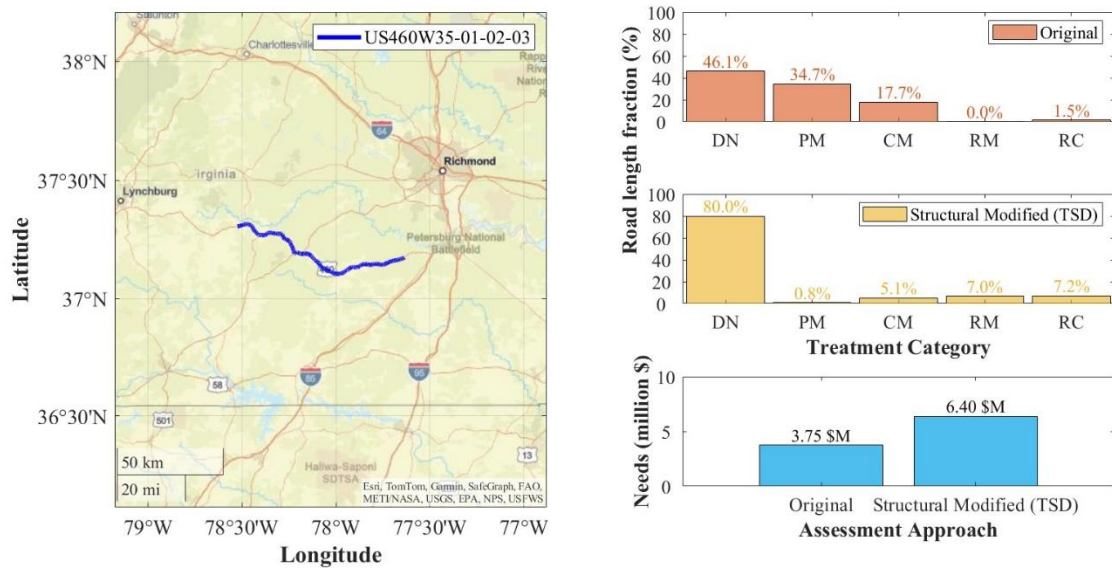 US460W35-01-02-03
Staunton
Charlottesvill
64
Richmond
Lynchburg
irginia
Petersburg National
Battlefield
460
85
95
58
501
13
Haliwa-Saponi
SDTSA
50 km
20 mi
Esri, TomTom, Garmin, SafeGraph, FAO,
METI/NASA, USGS, EPA, NPS, USFWS
38°N
37°30'N
37°N
36°30'N
Latitude
79°W 78°30'W 78°W 77°30'W 77°W
Longitude
Original
100
80
60
40
20
0
46.1% 34.7% 17.7% 0.0% 1.5%
DN PM CM RM RC
Road length fraction (%)
Structural Modified (TSD)
100
80
60
40
20
0
80.0% 0.8% 5.1% 7.0% 7.2%
DN PM CM RM RC
Treatment Category
10
5
0
Needs (million $)
3.75 $M 6.40 $M
Original Structural Modified (TSD)
Assessment Approach